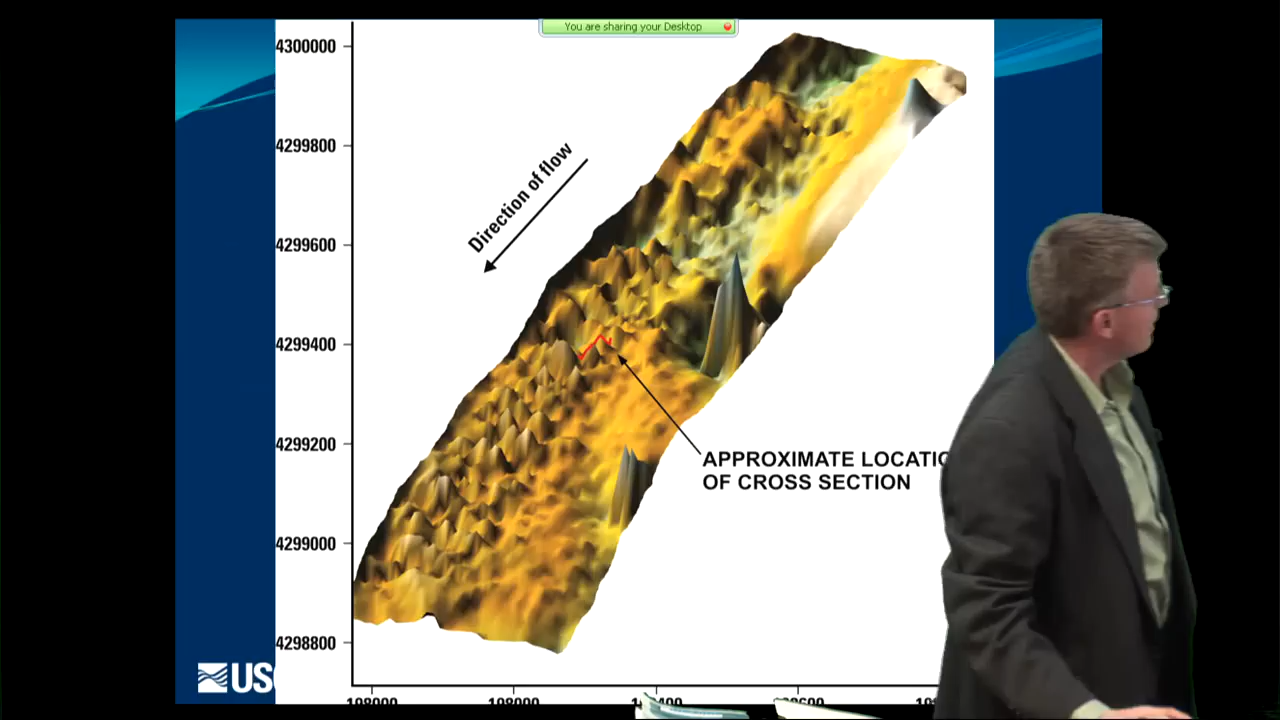 You are sharing your Desktop
4300000
4299800
Direction of flow
4299600
4299400
4299200
APPROXIMATE LOCATIO
OF CROSS SECTION
4299000
4298800
USG